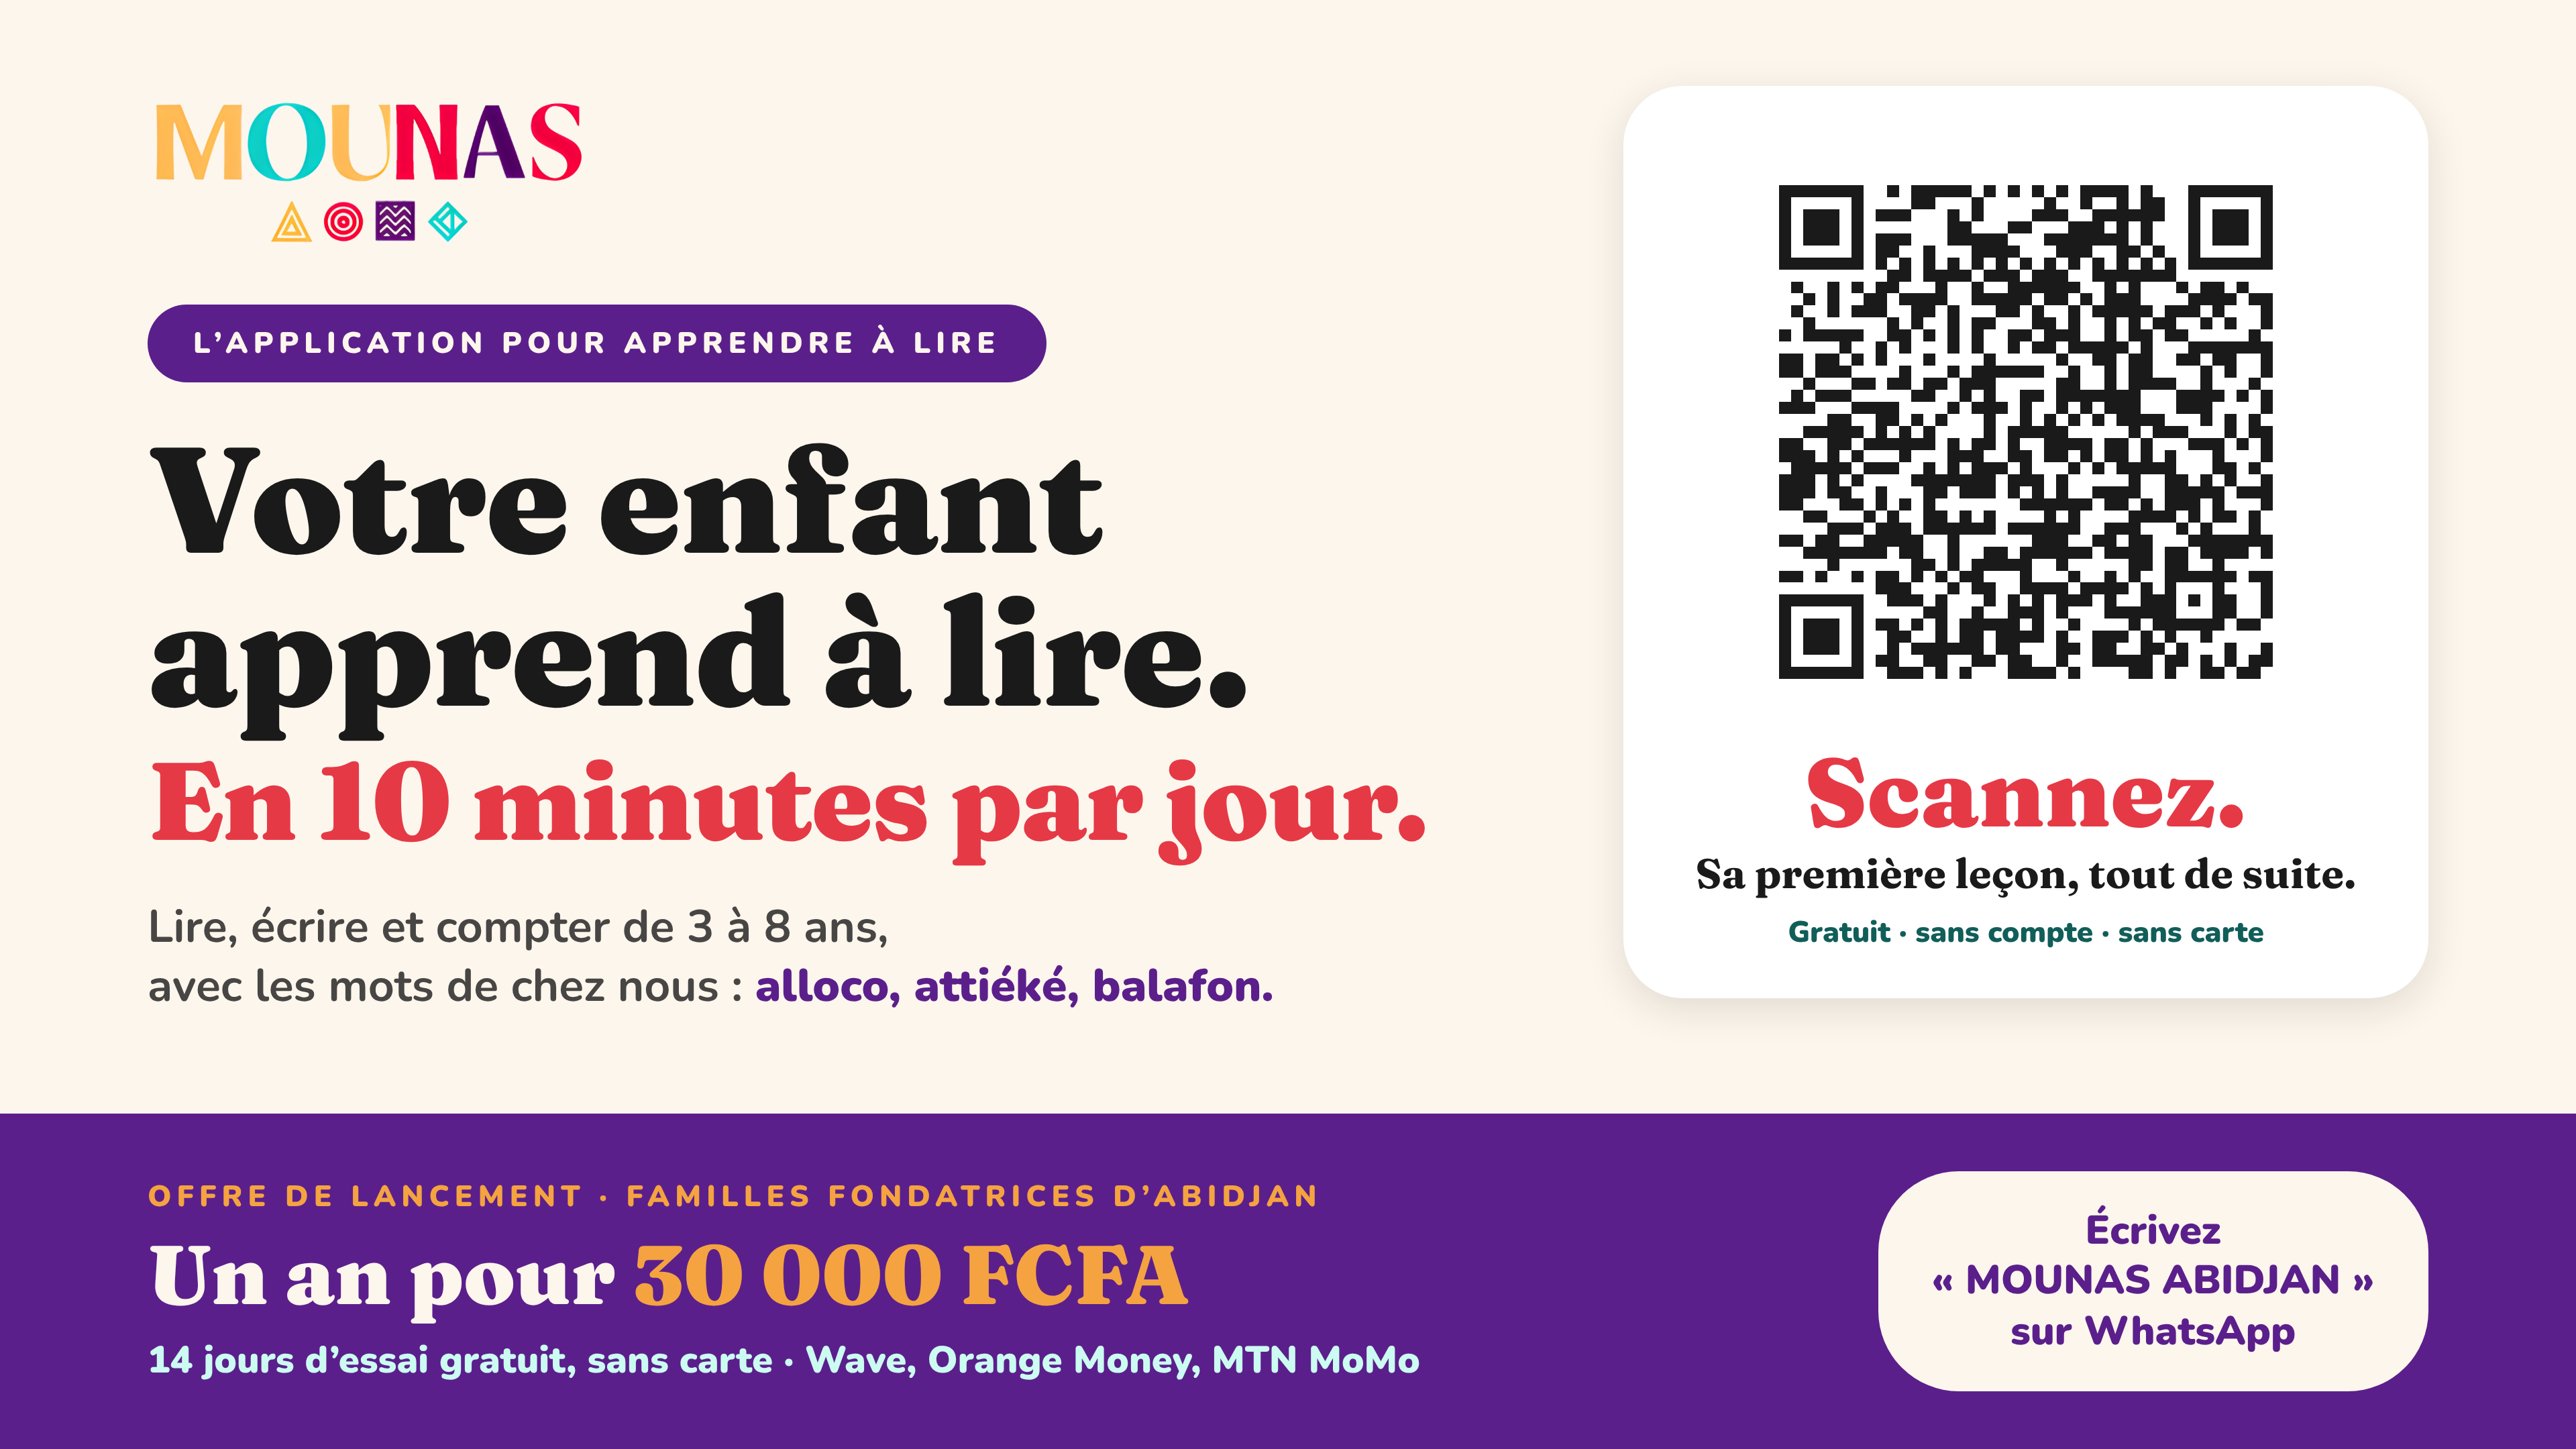 MOUNAS
L’APPLICATION POUR APPRENDRE À LIRE
Votre enfant
apprend à lire.
En 10 minutes par jour.
Lire, écrire et compter de 3 à 8 ans,
avec les mots de chez nous : alloco, attiéké, balafon.
Scannez.
Sa première leçon, tout de suite.
Gratuit · sans compte · sans carte
OFFRE DE LANCEMENT · FAMILLES FONDATRICES D’ABIDJAN
Un an pour 30 000 FCFA
14 jours d’essai gratuit, sans carte · Wave, Orange Money, MTN MoMo
Écrivez
« MOUNAS ABIDJAN »
sur WhatsApp